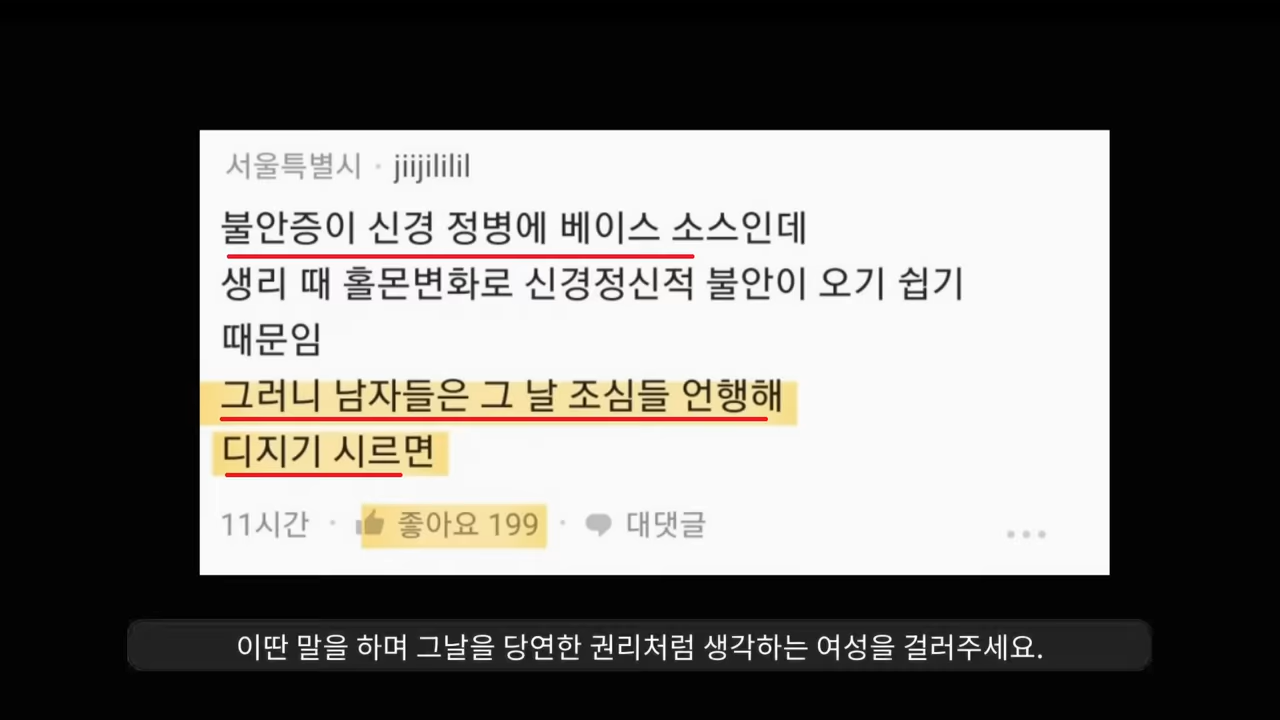 서울특별시 · jiijililil
불안증이 신경 정병에 베이스 소스인데
생리 때 홀몬변화로 신경정신적 불안이 오기 쉽기
때문임
그러니 남자들은 그 날 조심들 언행해
디지기 시르면
11시간 · 좋아요 199 · 대댓글
이딴 말을 하며 그날을 당연한 권리처럼 생각하는 여성을 걸러주세요.